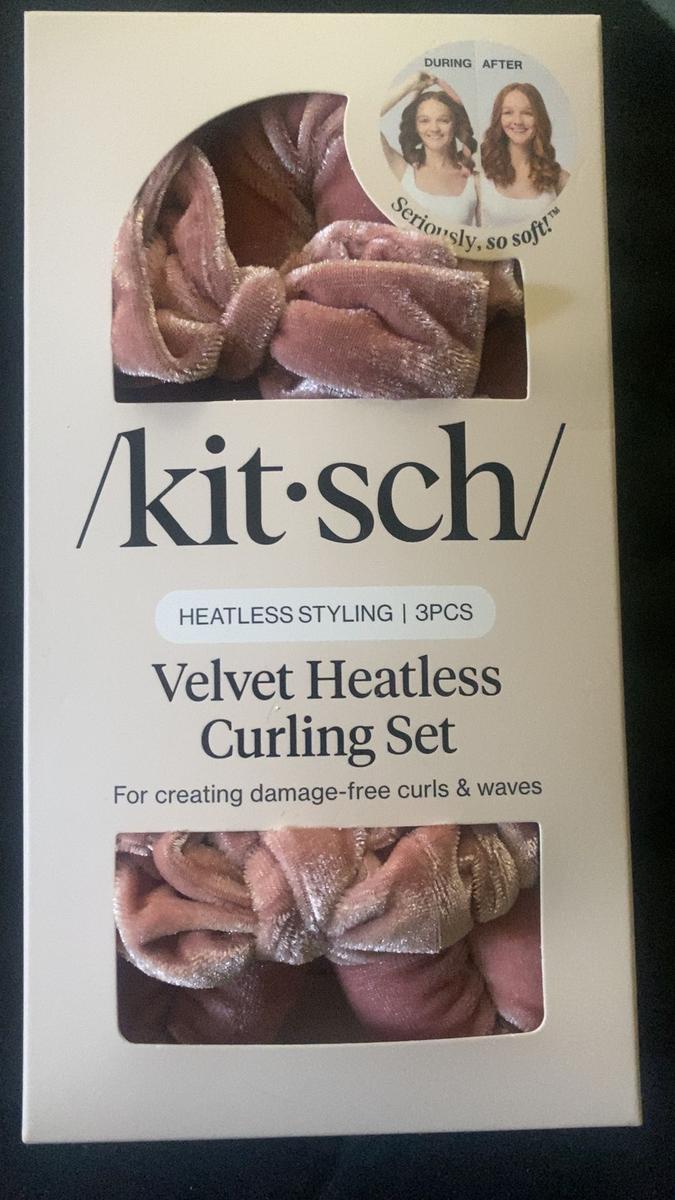 DURING AFTER
Seriously, so soft!™
/kit·sch/
HEATLESS STYLING | 3PCS
Velvet Heatless
Curling Set
For creating damage-free curls & waves